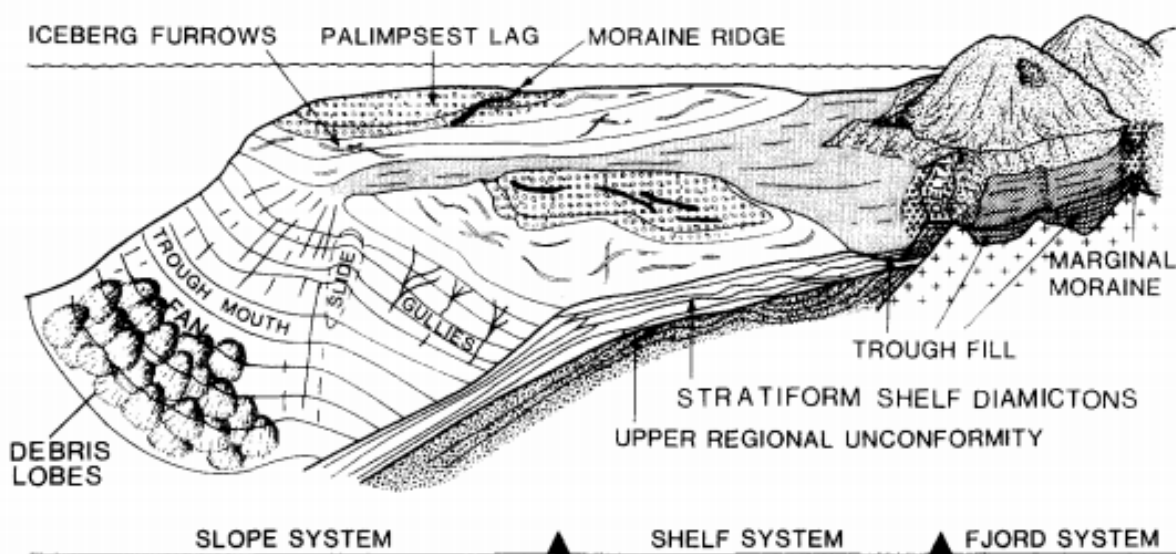 ICEBERG FURROWS
PALIMPSEST LAG
MORAINE RIDGE
TROUGH MOUTH
FAN
SLIDE
GULLIES
DEBRIS
LOBES
MARGINAL
MORAINE
TROUGH FILL
STRATIFORM SHELF DIAMICTONS
UPPER REGIONAL UNCONFORMITY
SLOPE SYSTEM
SHELF SYSTEM
FJORD SYSTEM